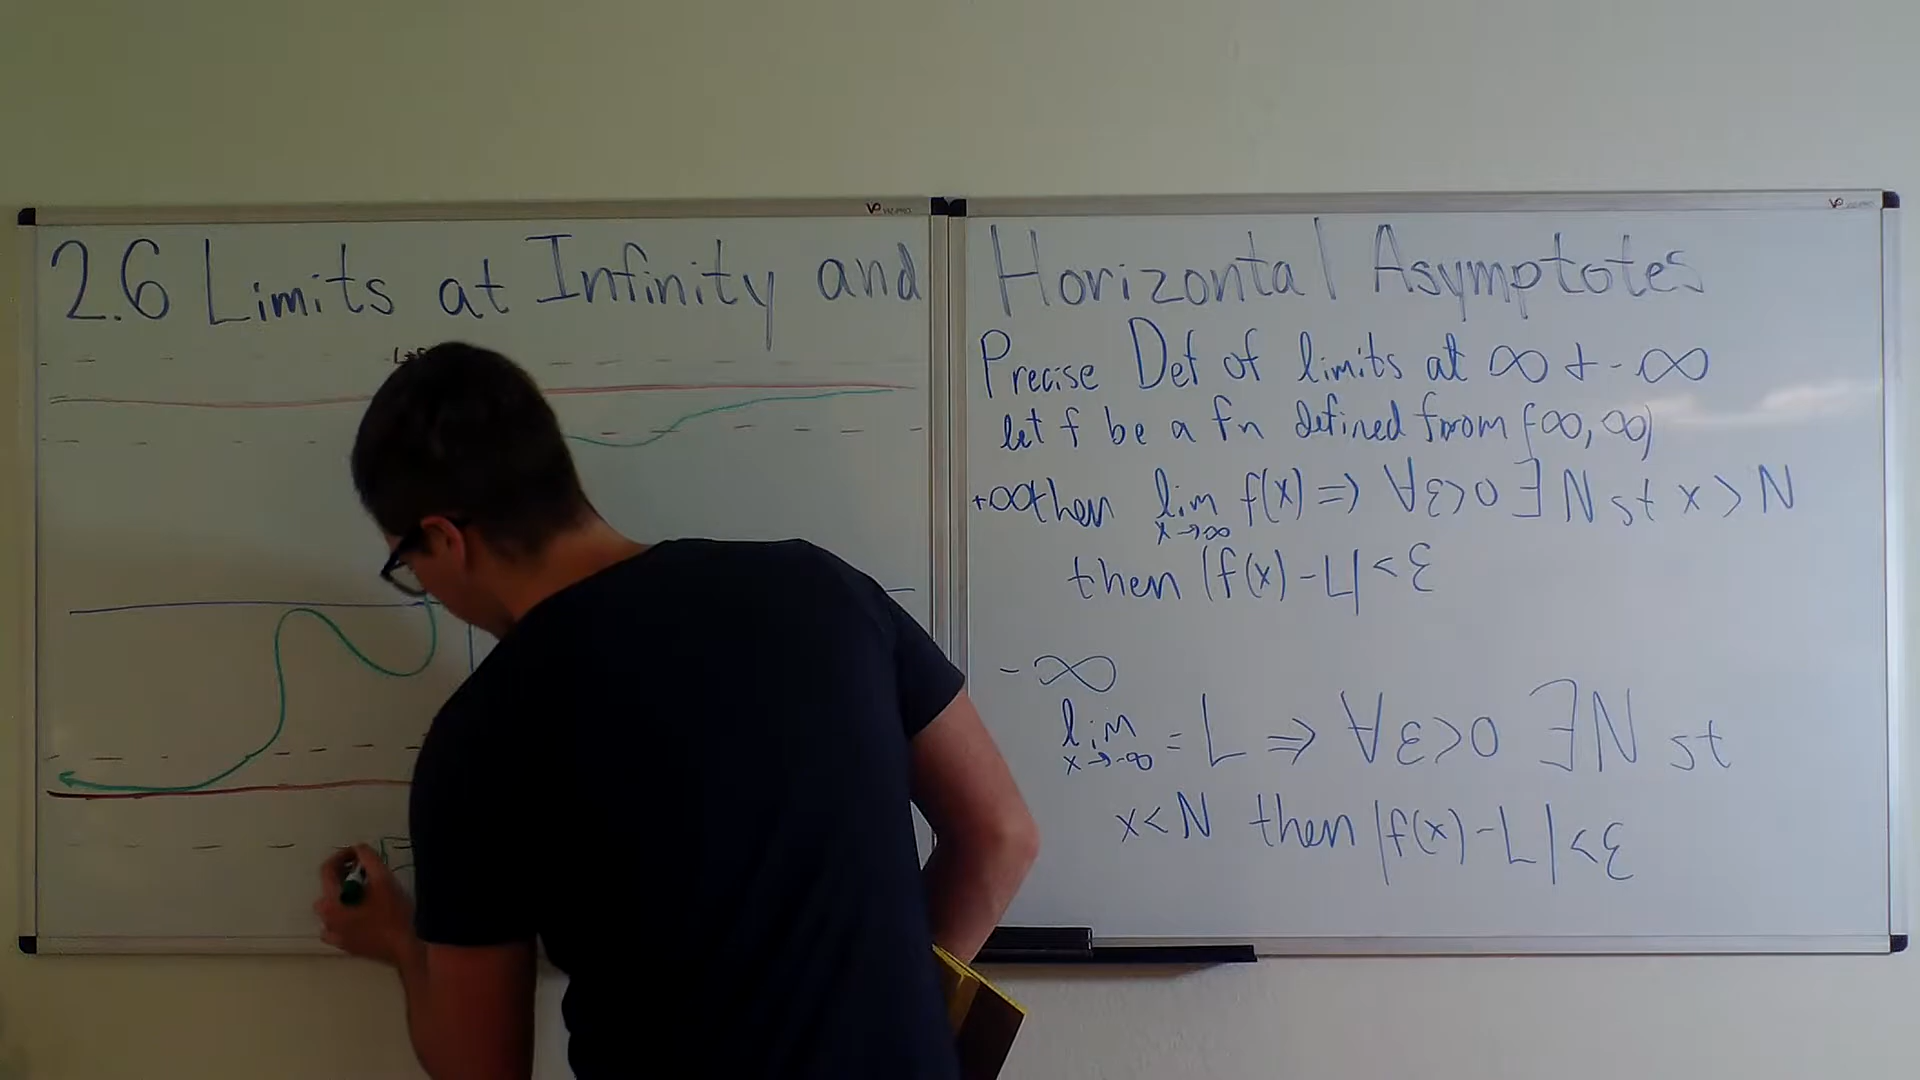 2.6 Limits at Infinity and Horizontal Asymptotes
Precise Def of limits at ∞ + -∞
let f be a fn defined from (-∞, ∞)
+∞ then lim x→∞ f(x) => ∀ε>0 ∃ N st x > N
then |f(x) - L| < ε
-∞
lim x→-∞ = L => ∀ε>0 ∃N st
x < N then |f(x) - L| < ε